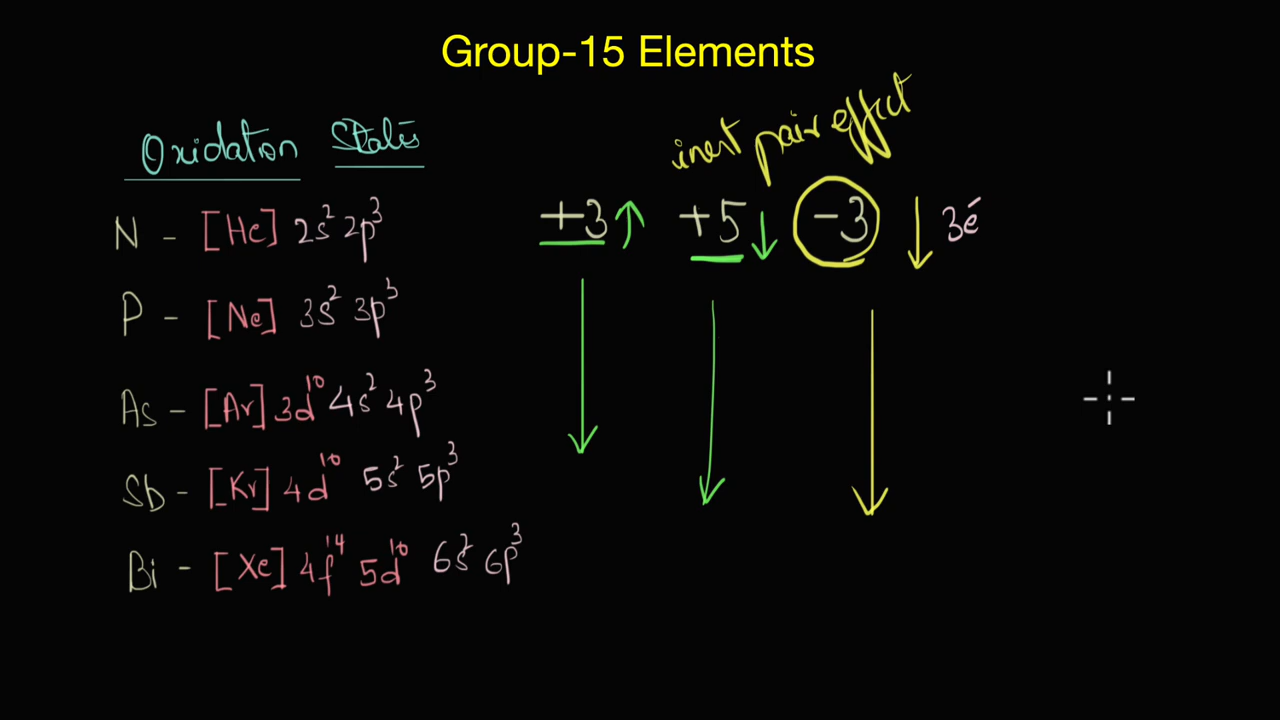 Group-15 Elements
Oxidation States
inert pair effect
+3↑ +5↓ -3 ↓ 3e⁻
N - [He] 2s² 2p³
P - [Ne] 3s² 3p³
As - [Ar] 3d¹⁰ 4s² 4p³
Sb - [Kr] 4d¹⁰ 5s² 5p³
Bi - [Xe] 4f¹⁴ 5d¹⁰ 6s² 6p³